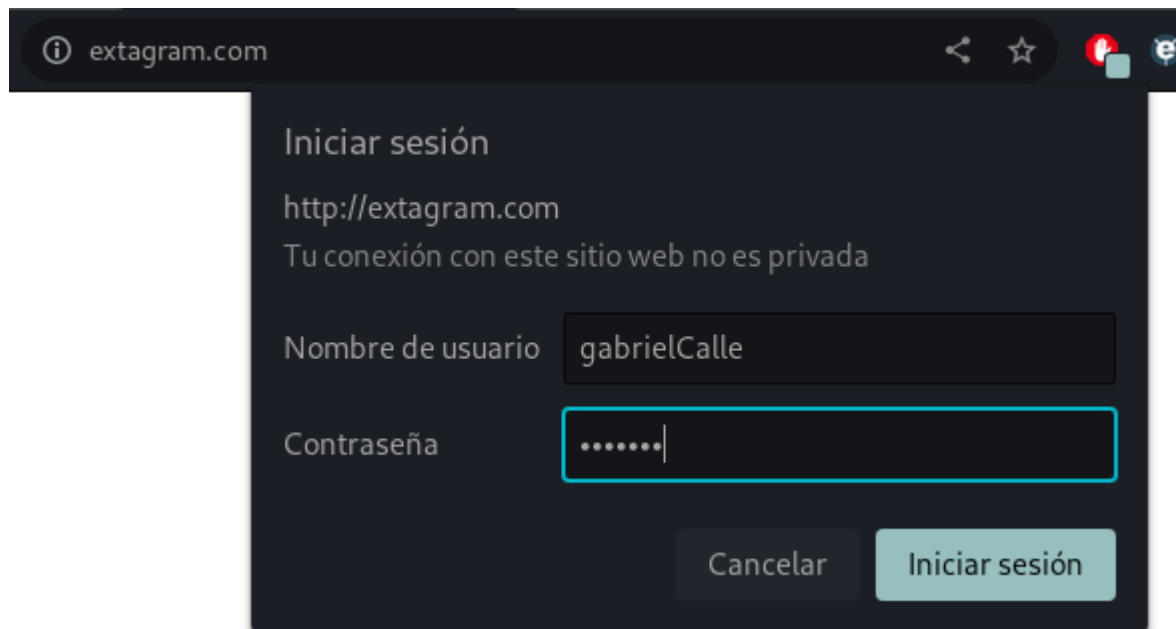 extagram.com
Iniciar sesión
http://extagram.com
Tu conexión con este sitio web no es privada
Nombre de usuario gabrielCalle
Contraseña •••••••
Cancelar Iniciar sesión